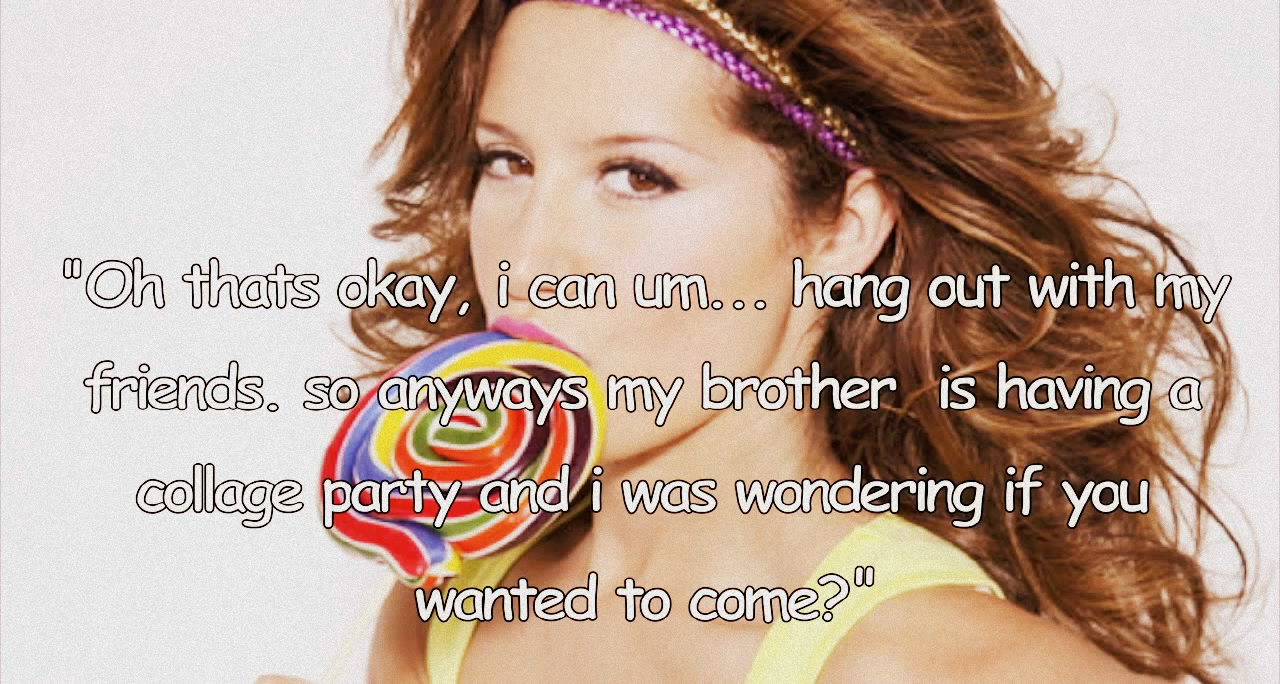 "Oh thats okay, i can um... hang out with my
friends. so anyways my brother  is having a
collage party and i was wondering if you
wanted to come?"